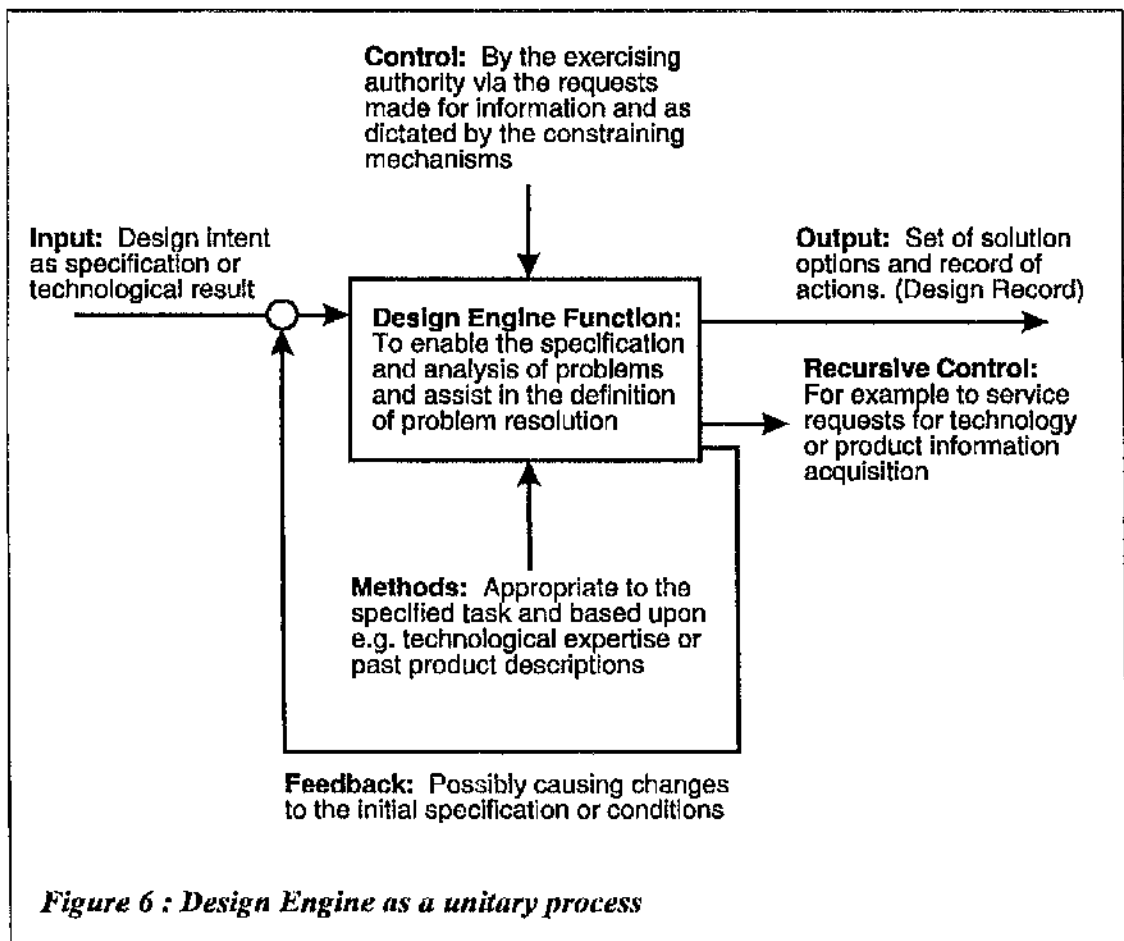 Control: By the exercising
authority via the requests
made for information and as
dictated by the constraining
mechanisms
Input: Design intent
as specification or
technological result
Output: Set of solution
options and record of
actions. (Design Record)
Design Engine Function:
To enable the specification
and analysis of problems
and assist in the definition
of problem resolution
Recursive Control:
For example to service
requests for technology
or product information
acquisition
Methods: Appropriate to the
specified task and based upon
e.g. technological expertise or
past product descriptions
Feedback: Possibly causing changes
to the initial specification or conditions
Figure 6 : Design Engine as a unitary process